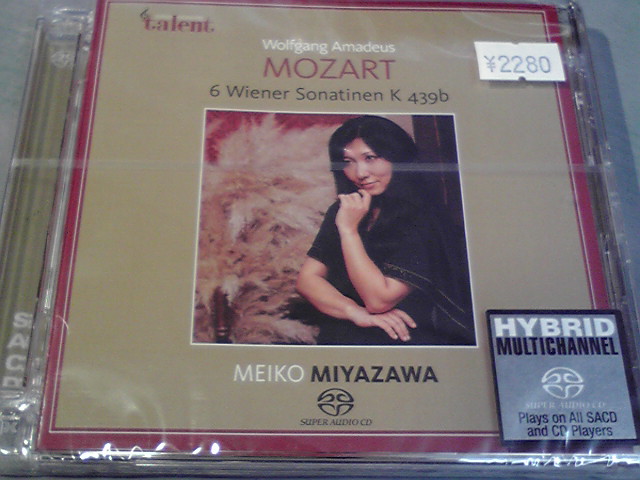 talent
Wolfgang Amadeus
MOZART
6 Wiener Sonatinen K 439b
¥2280
MEIKO MIYAZAWA
SUPER AUDIO CD
HYBRID
MULTICHANNEL
SUPER AUDIO CD
Plays on All SACD
and CD Players
SACD